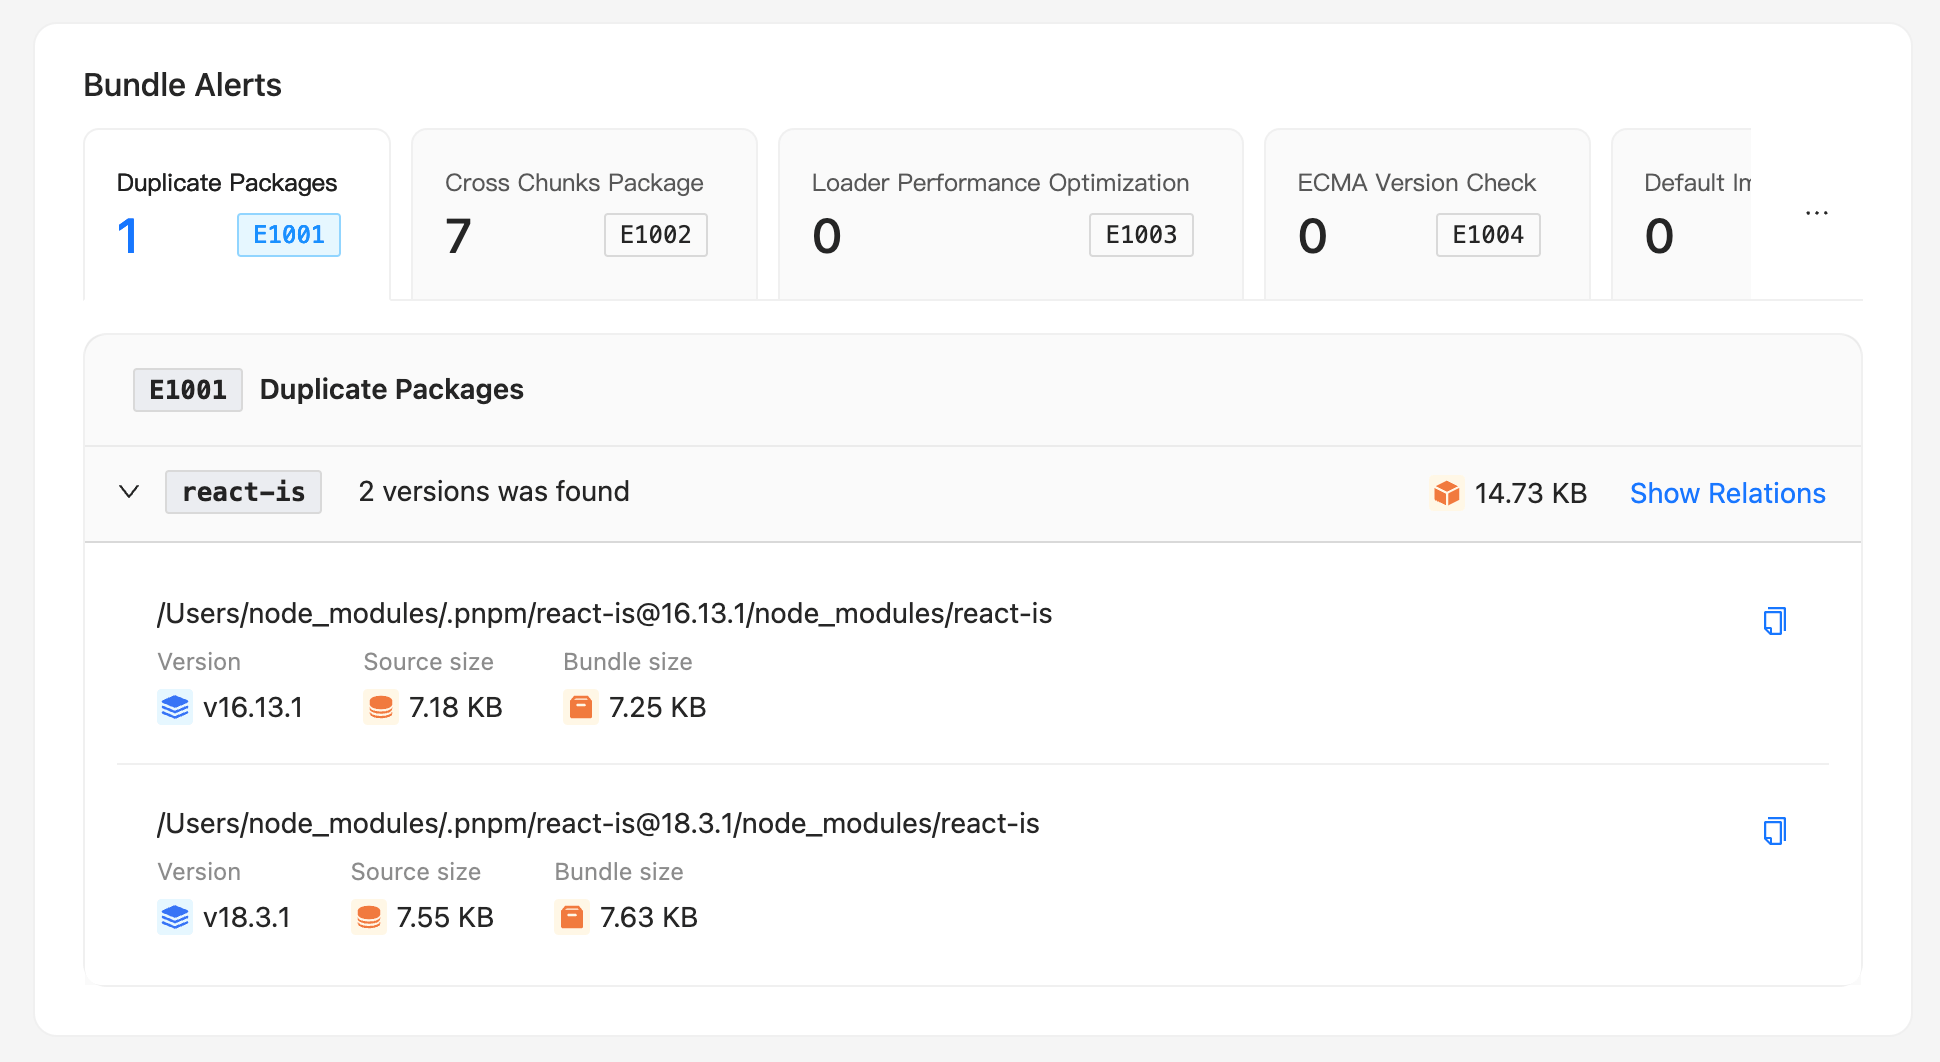 Bundle Alerts
Duplicate Packages
1 E1001
Cross Chunks Package
7 E1002
Loader Performance Optimization
0 E1003
ECMA Version Check
0 E1004
Default Im
0
...
E1001 Duplicate Packages
react-is 2 versions was found 14.73 KB Show Relations
/Users/node_modules/.pnpm/react-is@16.13.1/node_modules/react-is
Version Source size Bundle size
v16.13.1 7.18 KB 7.25 KB
/Users/node_modules/.pnpm/react-is@18.3.1/node_modules/react-is
Version Source size Bundle size
v18.3.1 7.55 KB 7.63 KB